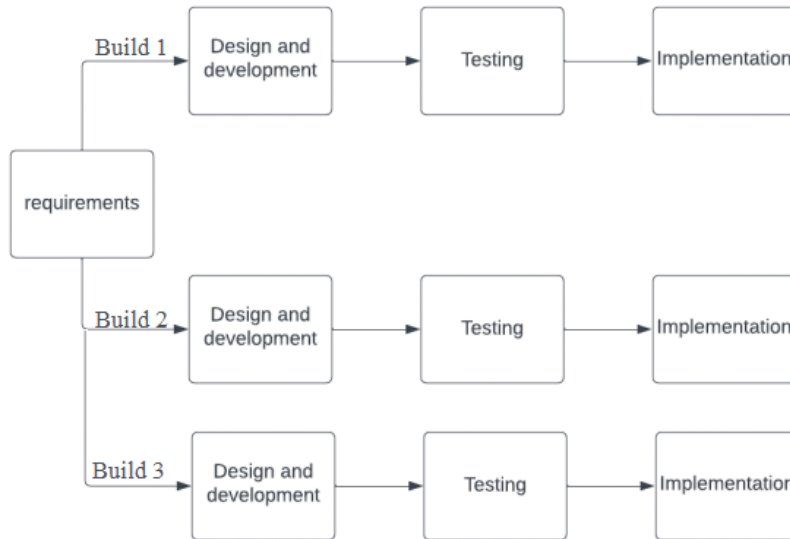 Build 1
Design and
development
Testing
Implementation
requirements
Build 2
Design and
development
Testing
Implementation
Build 3
Design and
development
Testing
Implementation